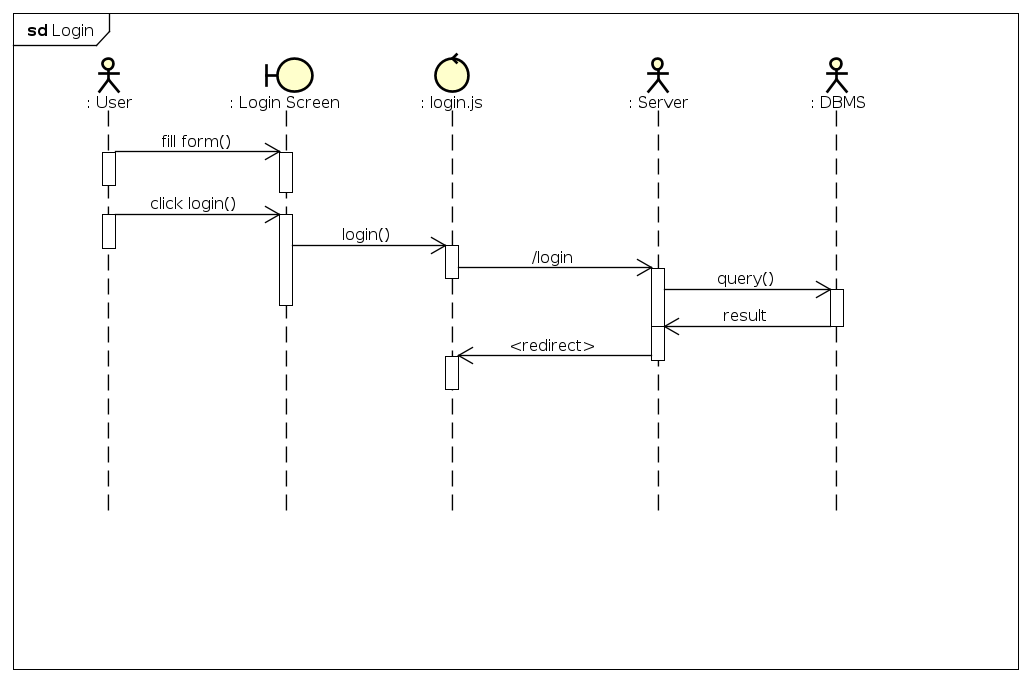 sd Login
: User
: Login Screen
: login.js
: Server
: DBMS
fill form()
click login()
login()
/login
query()
result
<redirect>